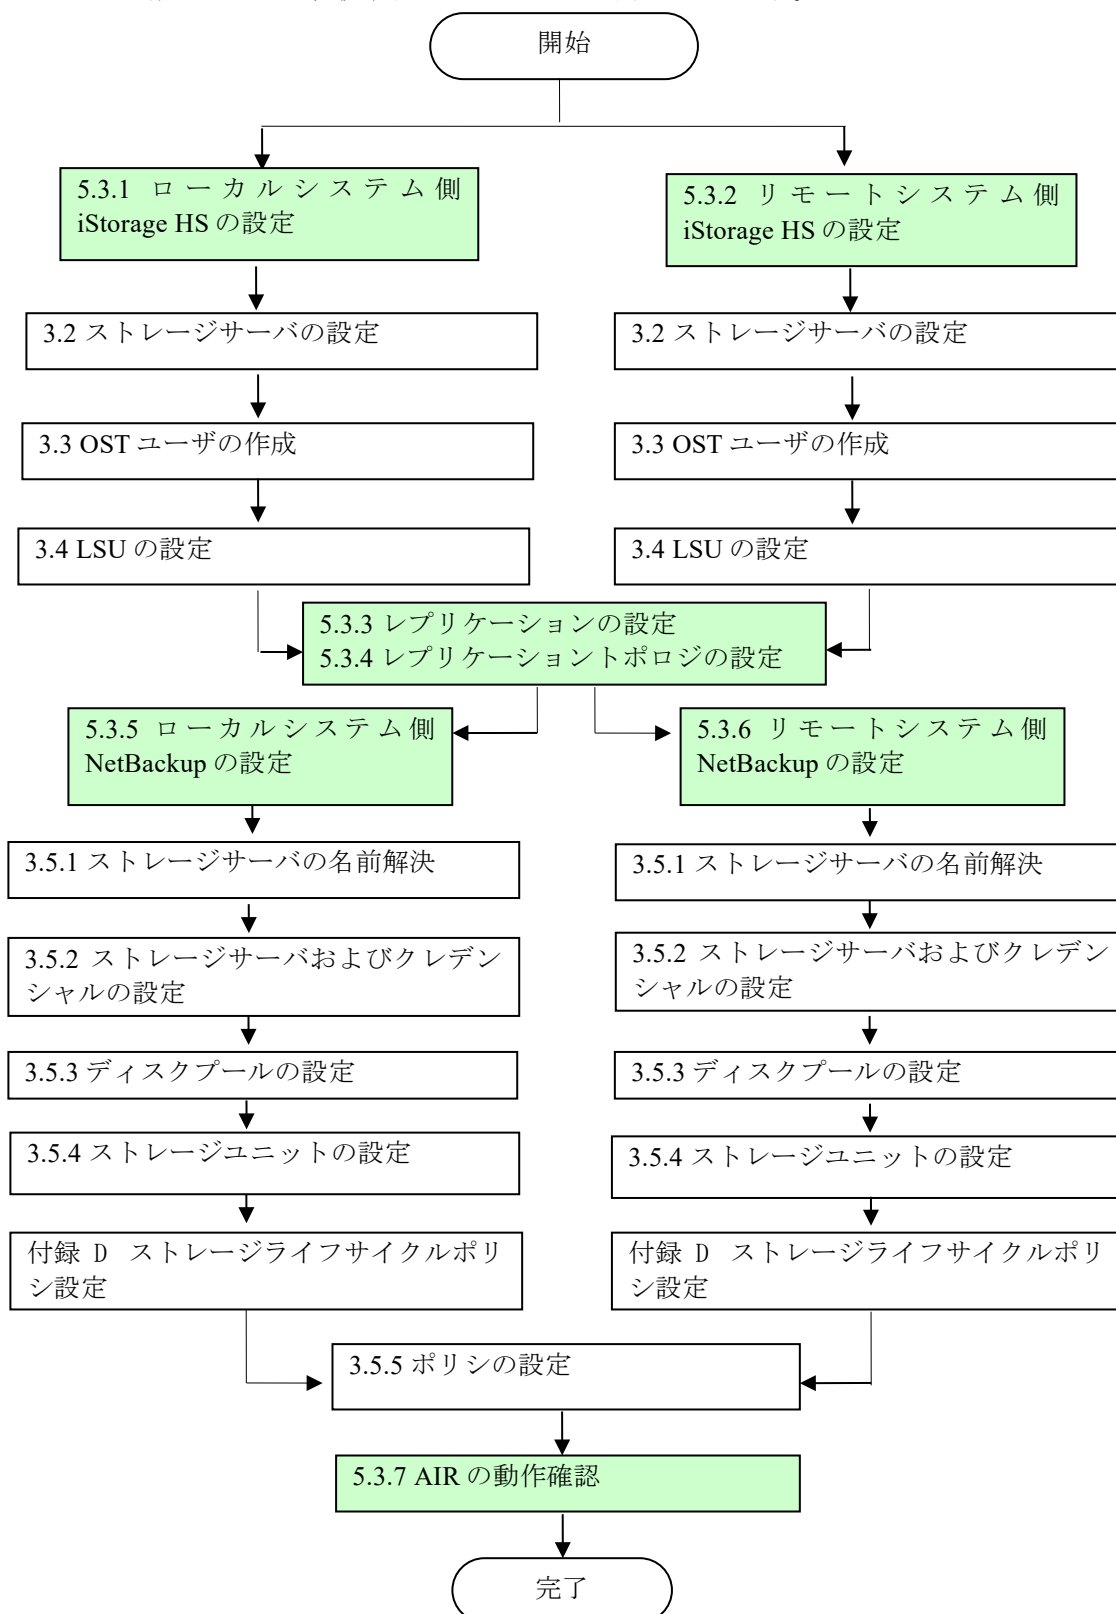 開始
5.3.1 ローカルシステム側
iStorage HS の設定
5.3.2 リモートシステム側
iStorage HS の設定
3.2 ストレージサーバの設定
3.2 ストレージサーバの設定
3.3 OST ユーザの作成
3.3 OST ユーザの作成
3.4 LSU の設定
3.4 LSU の設定
5.3.3 レプリケーションの設定
5.3.4 レプリケーショントポロジの設定
5.3.5 ローカルシステム側
NetBackup の設定
5.3.6 リモートシステム側
NetBackup の設定
3.5.1 ストレージサーバの名前解決
3.5.1 ストレージサーバの名前解決
3.5.2 ストレージサーバおよびクレデン
シャルの設定
3.5.2 ストレージサーバおよびクレデン
シャルの設定
3.5.3 ディスクプールの設定
3.5.3 ディスクプールの設定
3.5.4 ストレージユニットの設定
3.5.4 ストレージユニットの設定
付録 D ストレージライフサイクルポリ
シ設定
付録 D ストレージライフサイクルポリ
シ設定
3.5.5 ポリシの設定
5.3.7 AIR の動作確認
完了